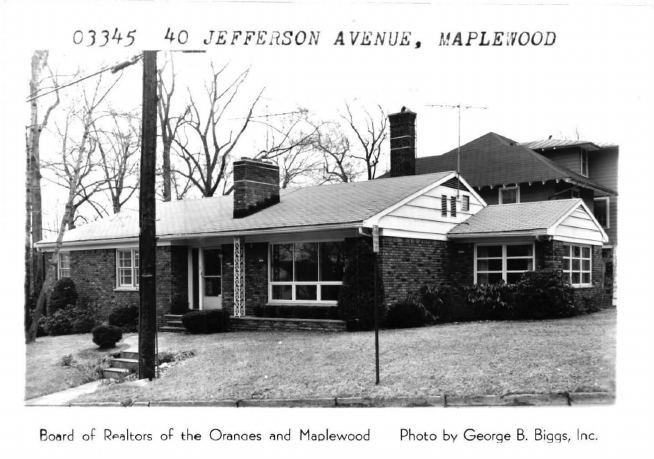 03345 40 JEFFERSON AVENUE, MAPLEWOOD
Board of Realtors of the Oranges and Maplewood Photo by George B. Biggs, Inc.